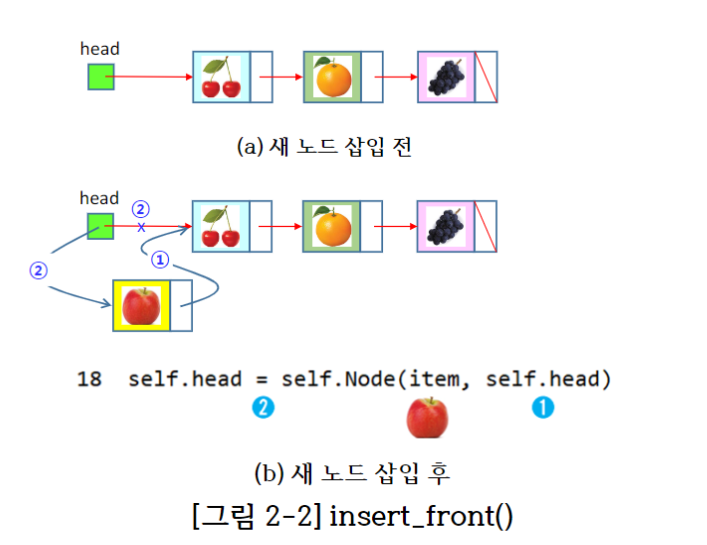 head
(a) 새 노드 삽입 전
head
②
x
①
②
18 self.head = self.Node(item, self.head)
❷ ❶
(b) 새 노드 삽입 후
[그림 2-2] insert_front()